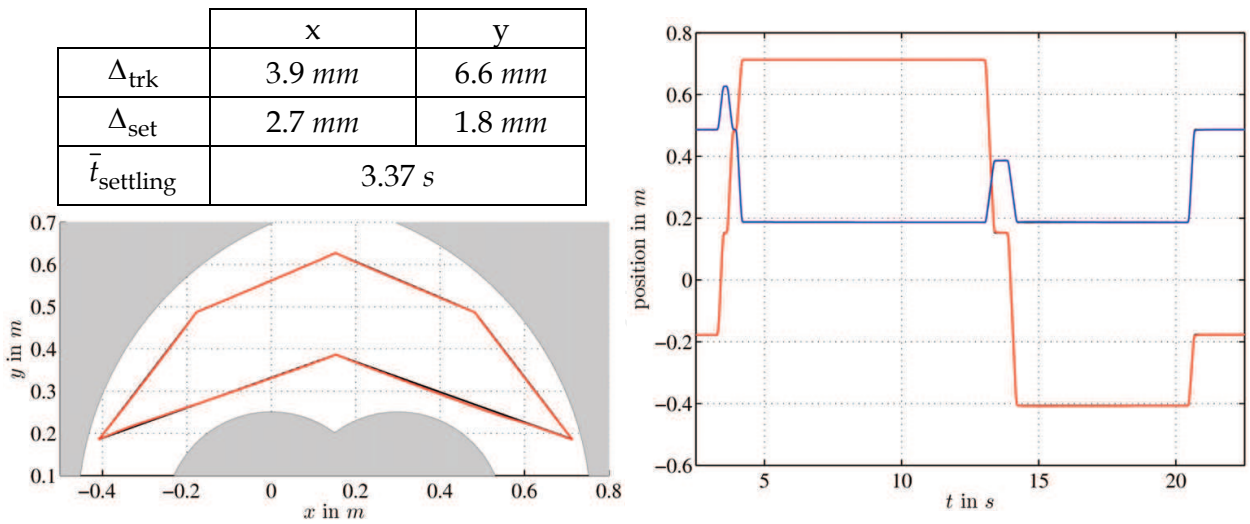 x y
Δtrk 3.9 mm 6.6 mm
Δset 2.7 mm 1.8 mm
t̄settling 3.37 s
0.7
0.6
0.5
0.4
0.3
0.2
0.1
y in m
−0.4 −0.2 0 0.2 0.4 0.6 0.8
x in m
0.8
0.6
0.4
0.2
0
−0.2
−0.4
−0.6
position in m
5 10 15 20
t in s